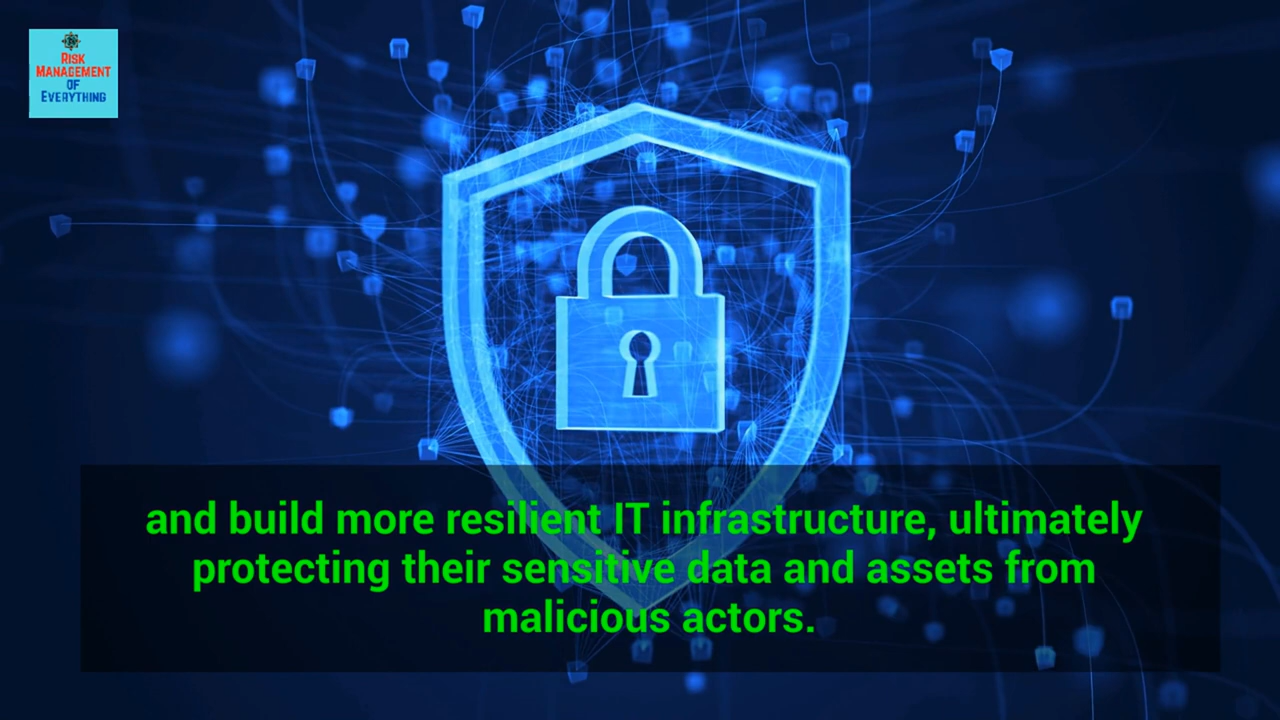 Risk
Management
of
Everything
and build more resilient IT infrastructure, ultimately
protecting their sensitive data and assets from
malicious actors.